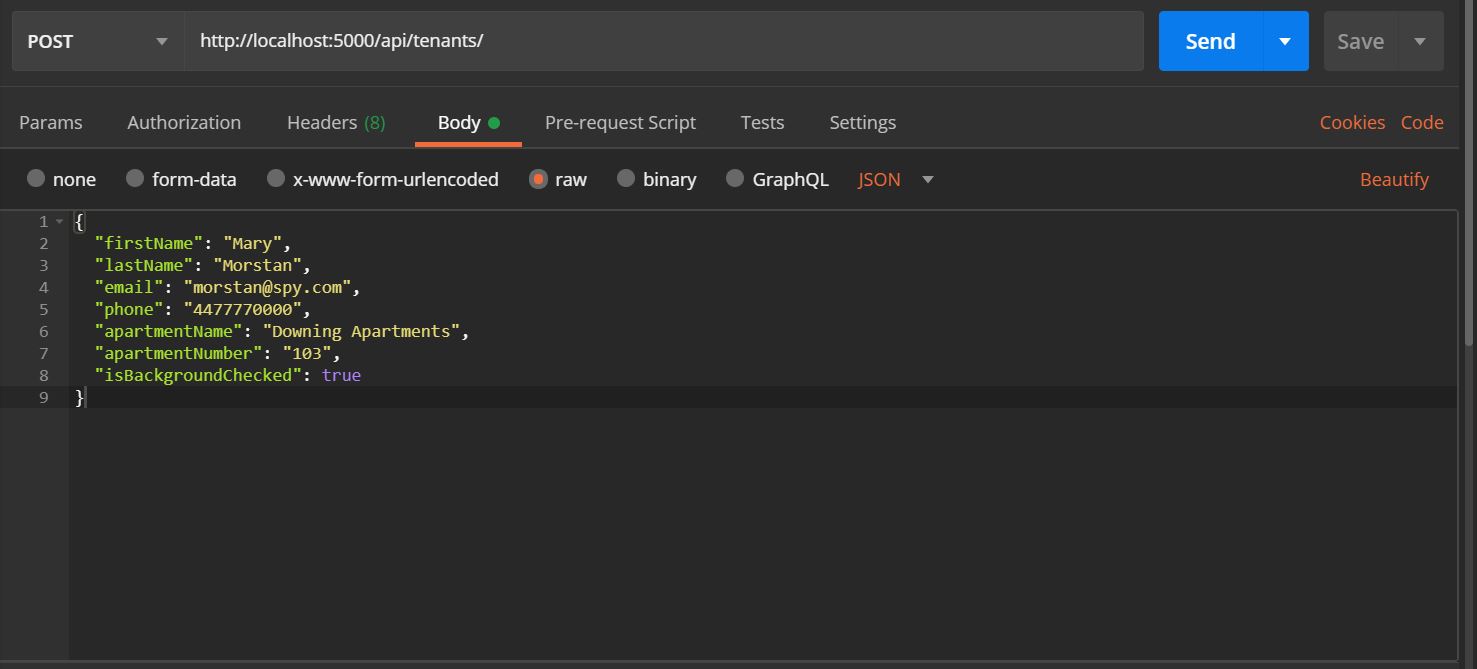 POST http://localhost:5000/api/tenants/ Send Save
Params Authorization Headers (8) Body Pre-request Script Tests Settings Cookies Code
none form-data x-www-form-urlencoded raw binary GraphQL JSON Beautify
1 {
2 "firstName": "Mary",
3 "lastName": "Morstan",
4 "email": "morstan@spy.com",
5 "phone": "4477770000",
6 "apartmentName": "Downing Apartments",
7 "apartmentNumber": "103",
8 "isBackgroundChecked": true
9 }